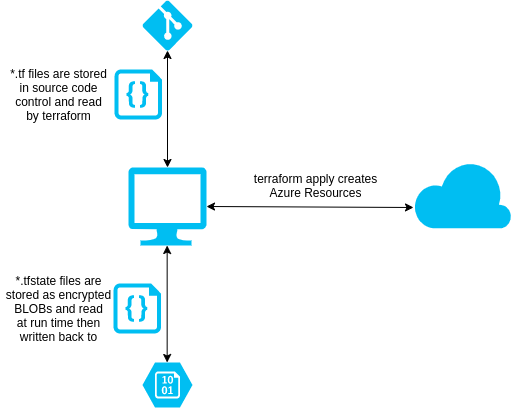 *.tf files are stored
in source code
control and read
by terraform
{ }
terraform apply creates
Azure Resources
*.tfstate files are
stored as encrypted
BLOBs and read
at run time then
written back to
{ }
10
01